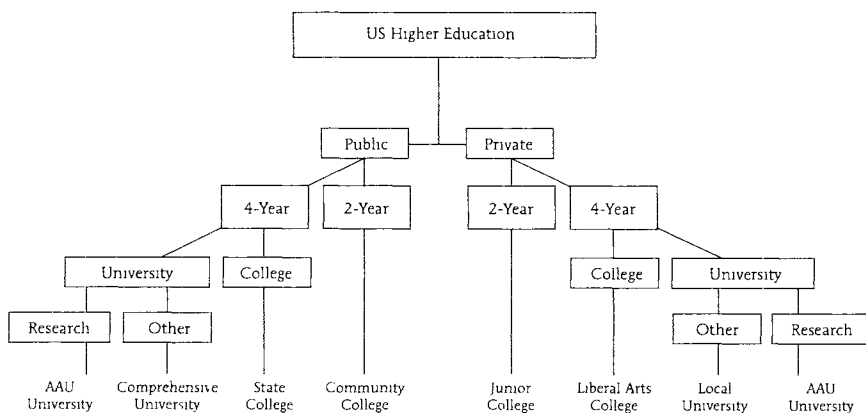 US Higher Education
Public Private
4-Year 2-Year 2-Year 4-Year
University College College University
Research Other Other Research
AAU Comprehensive State Community Junior Liberal Arts Local AAU
University University College College College College University University